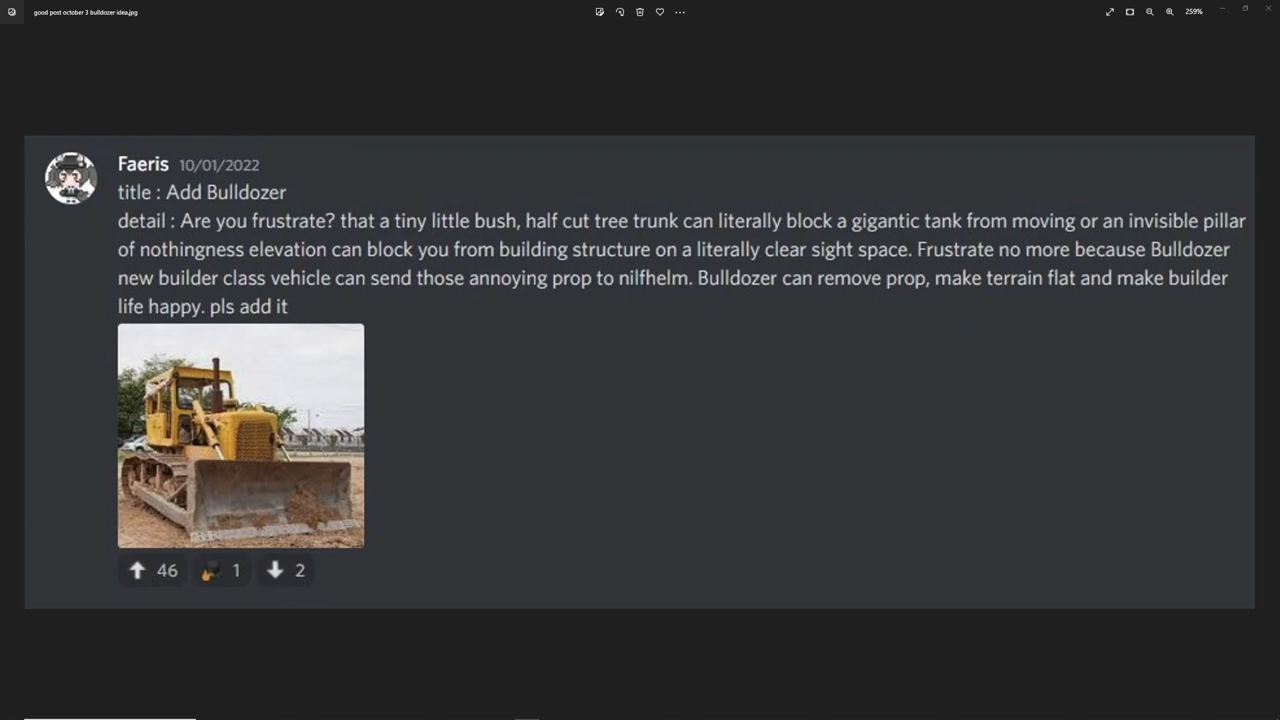 good post october 3 bulldozer idea.jpg
259%
Faeris 10/01/2022
title : Add Bulldozer
detail : Are you frustrate? that a tiny little bush, half cut tree trunk can literally block a gigantic tank from moving or an invisible pillar
of nothingness elevation can block you from building structure on a literally clear sight space. Frustrate no more because Bulldozer
new builder class vehicle can send those annoying prop to nilfhelm. Bulldozer can remove prop, make terrain flat and make builder
life happy. pls add it
46 1 2